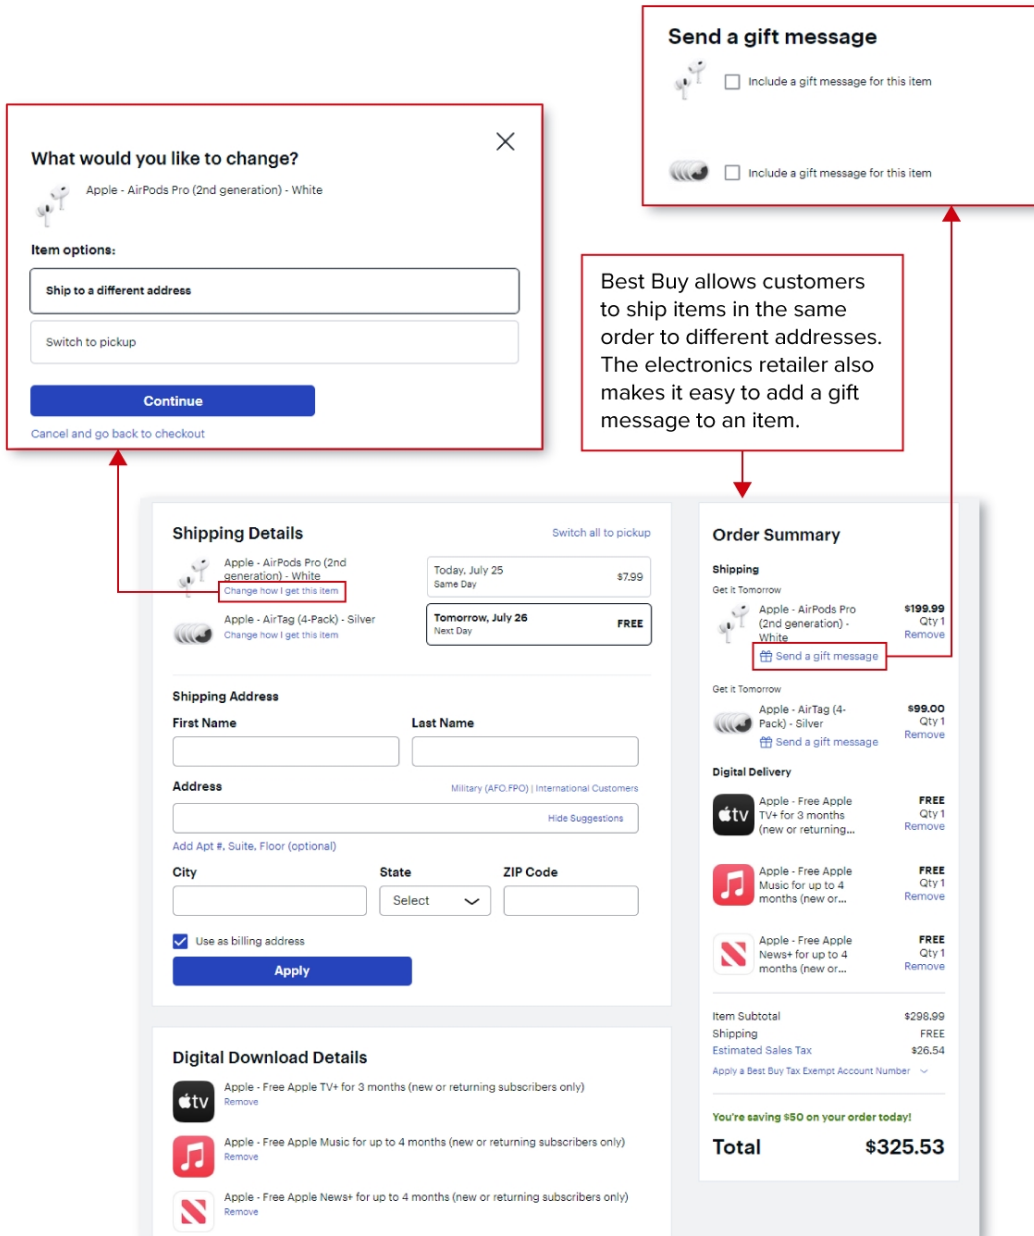 Send a gift message
Include a gift message for this item
Include a gift message for this item
What would you like to change?
Apple - AirPods Pro (2nd generation) - White
Item options:
Ship to a different address
Switch to pickup
Continue
Cancel and go back to checkout
Best Buy allows customers
to ship items in the same
order to different addresses.
The electronics retailer also
makes it easy to add a gift
message to an item.
Shipping Details
Switch all to pickup
Apple - AirPods Pro (2nd
generation) - White
Change how I get this item
Apple - AirTag (4-Pack) - Silver
Change how I get this item
Today, July 25
Same Day
$7.99
Tomorrow, July 26
Next Day
FREE
Shipping Address
First Name
Last Name
Address
Military (AFO,FPO) | International Customers
Hide Suggestions
Add Apt #, Suite, Floor (optional)
City
State
ZIP Code
Select
Use as billing address
Apply
Digital Download Details
tv
Apple - Free Apple TV+ for 3 months (new or returning subscribers only)
Remove
Apple - Free Apple Music for up to 4 months (new or returning subscribers only)
Remove
Apple - Free Apple News+ for up to 4 months (new or returning subscribers only)
Remove
Order Summary
Shipping
Get it Tomorrow
Apple - AirPods Pro
(2nd generation) -
White
$199.99
Qty 1
Remove
Send a gift message
Get it Tomorrow
Apple - AirTag (4-
Pack) - Silver
$99.00
Qty 1
Remove
Send a gift message
Digital Delivery
tv
Apple - Free Apple
TV+ for 3 months
(new or returning...
FREE
Qty 1
Remove
Apple - Free Apple
Music for up to 4
months (new or...
FREE
Qty 1
Remove
Apple - Free Apple
News+ for up to 4
months (new or...
FREE
Qty 1
Remove
Item Subtotal $298.99
Shipping FREE
Estimated Sales Tax $26.54
Apply a Best Buy Tax Exempt Account Number
You're saving $50 on your order today!
Total $325.53